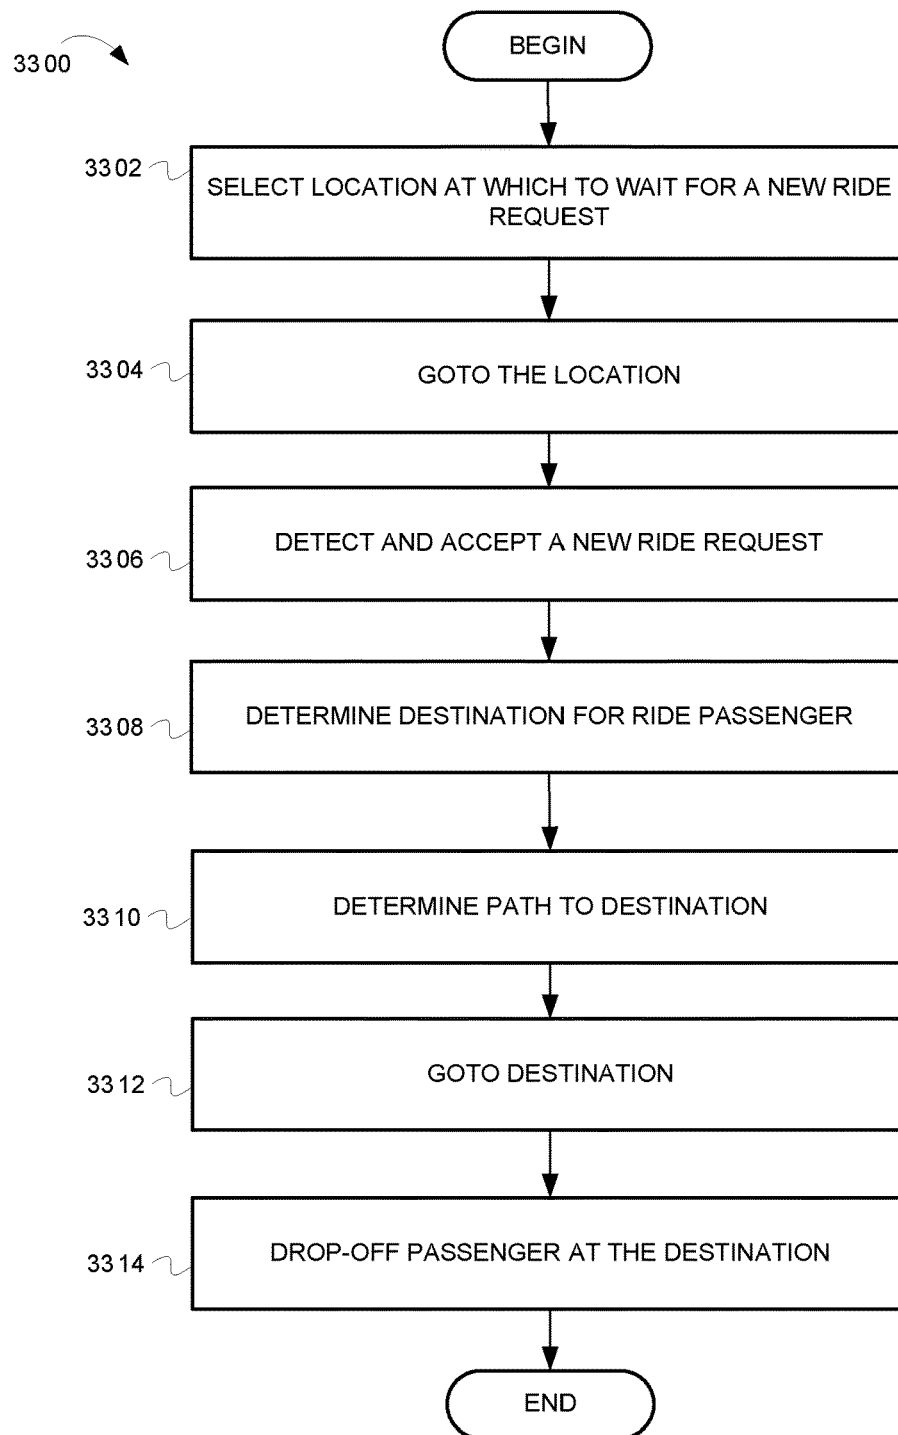 3300
BEGIN
3302
SELECT LOCATION AT WHICH TO WAIT FOR A NEW RIDE
REQUEST
3304
GOTO THE LOCATION
3306
DETECT AND ACCEPT A NEW RIDE REQUEST
3308
DETERMINE DESTINATION FOR RIDE PASSENGER
3310
DETERMINE PATH TO DESTINATION
3312
GOTO DESTINATION
3314
DROP-OFF PASSENGER AT THE DESTINATION
END